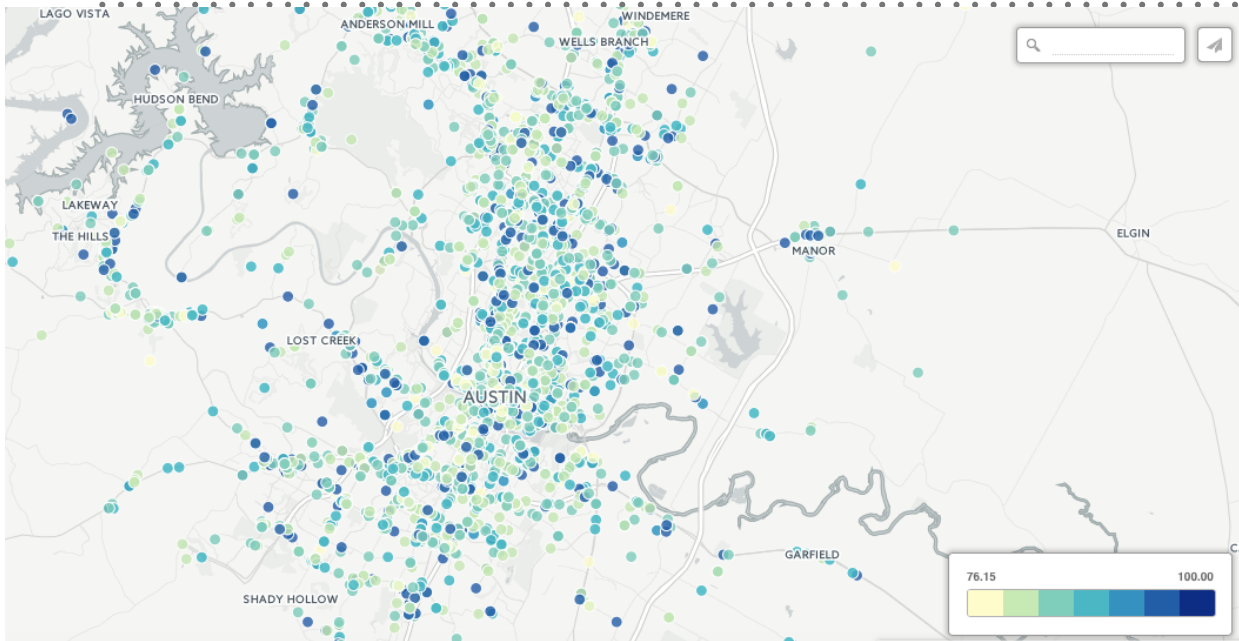 LAGO VISTA
ANDERSON MILL
WINDEMERE
WELLS BRANCH
HUDSON BEND
LAKEWAY
THE HILLS
MANOR
ELGIN
LOST CREEK
AUSTIN
GARFIELD
SHADY HOLLOW
76.15 100.00